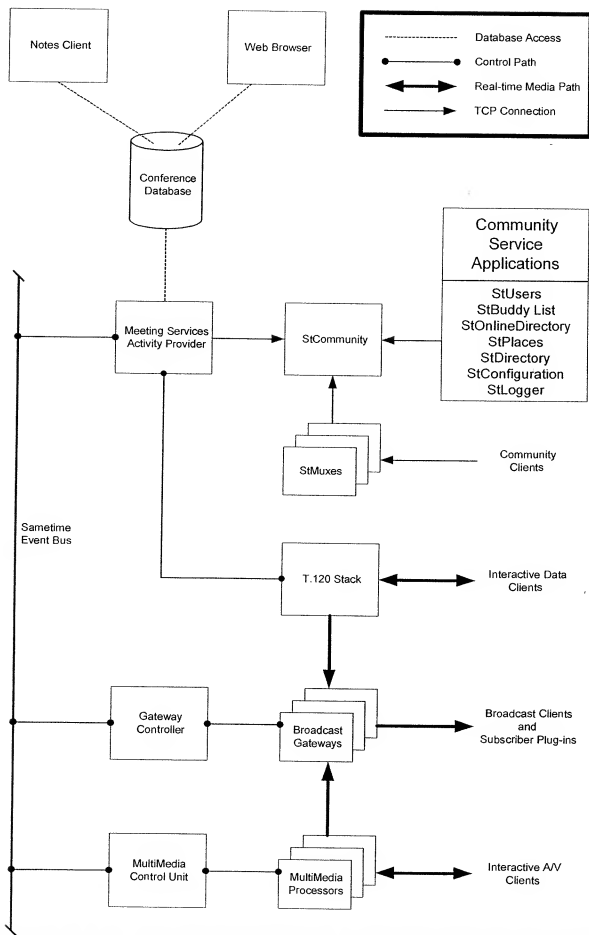 Notes Client
Web Browser
Database Access
Control Path
Real-time Media Path
TCP Connection
Conference
Database
Community
Service
Applications
StUsers
StBuddy List
StOnlineDirectory
StPlaces
StDirectory
StConfiguration
StLogger
Meeting Services
Activity Provider
StCommunity
StMuxes
Community
Clients
Sametime
Event Bus
T.120 Stack
Interactive Data
Clients
Gateway
Controller
Broadcast
Gateways
Broadcast Clients
and
Subscriber Plug-ins
MultiMedia
Control Unit
MultiMedia
Processors
Interactive A/V
Clients